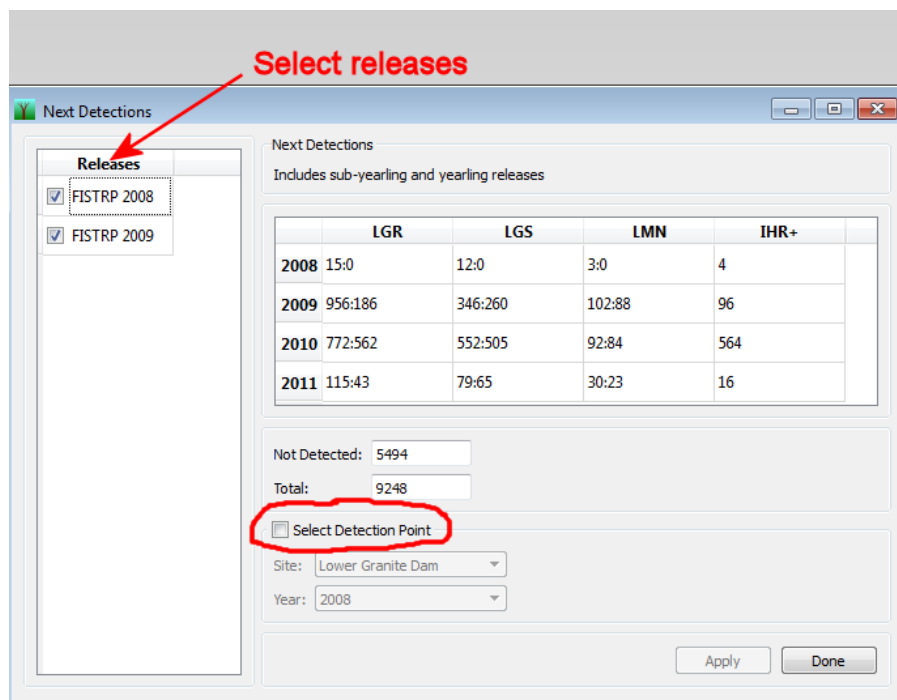 Select releases
Next Detections
Releases
FISTRP 2008
FISTRP 2009
Next Detections
Includes sub-yearling and yearling releases
LGR LGS LMN IHR+
2008 15:0 12:0 3:0 4
2009 956:186 346:260 102:88 96
2010 772:562 552:505 92:84 564
2011 115:43 79:65 30:23 16
Not Detected: 5494
Total: 9248
Select Detection Point
Site: Lower Granite Dam
Year: 2008
Apply Done